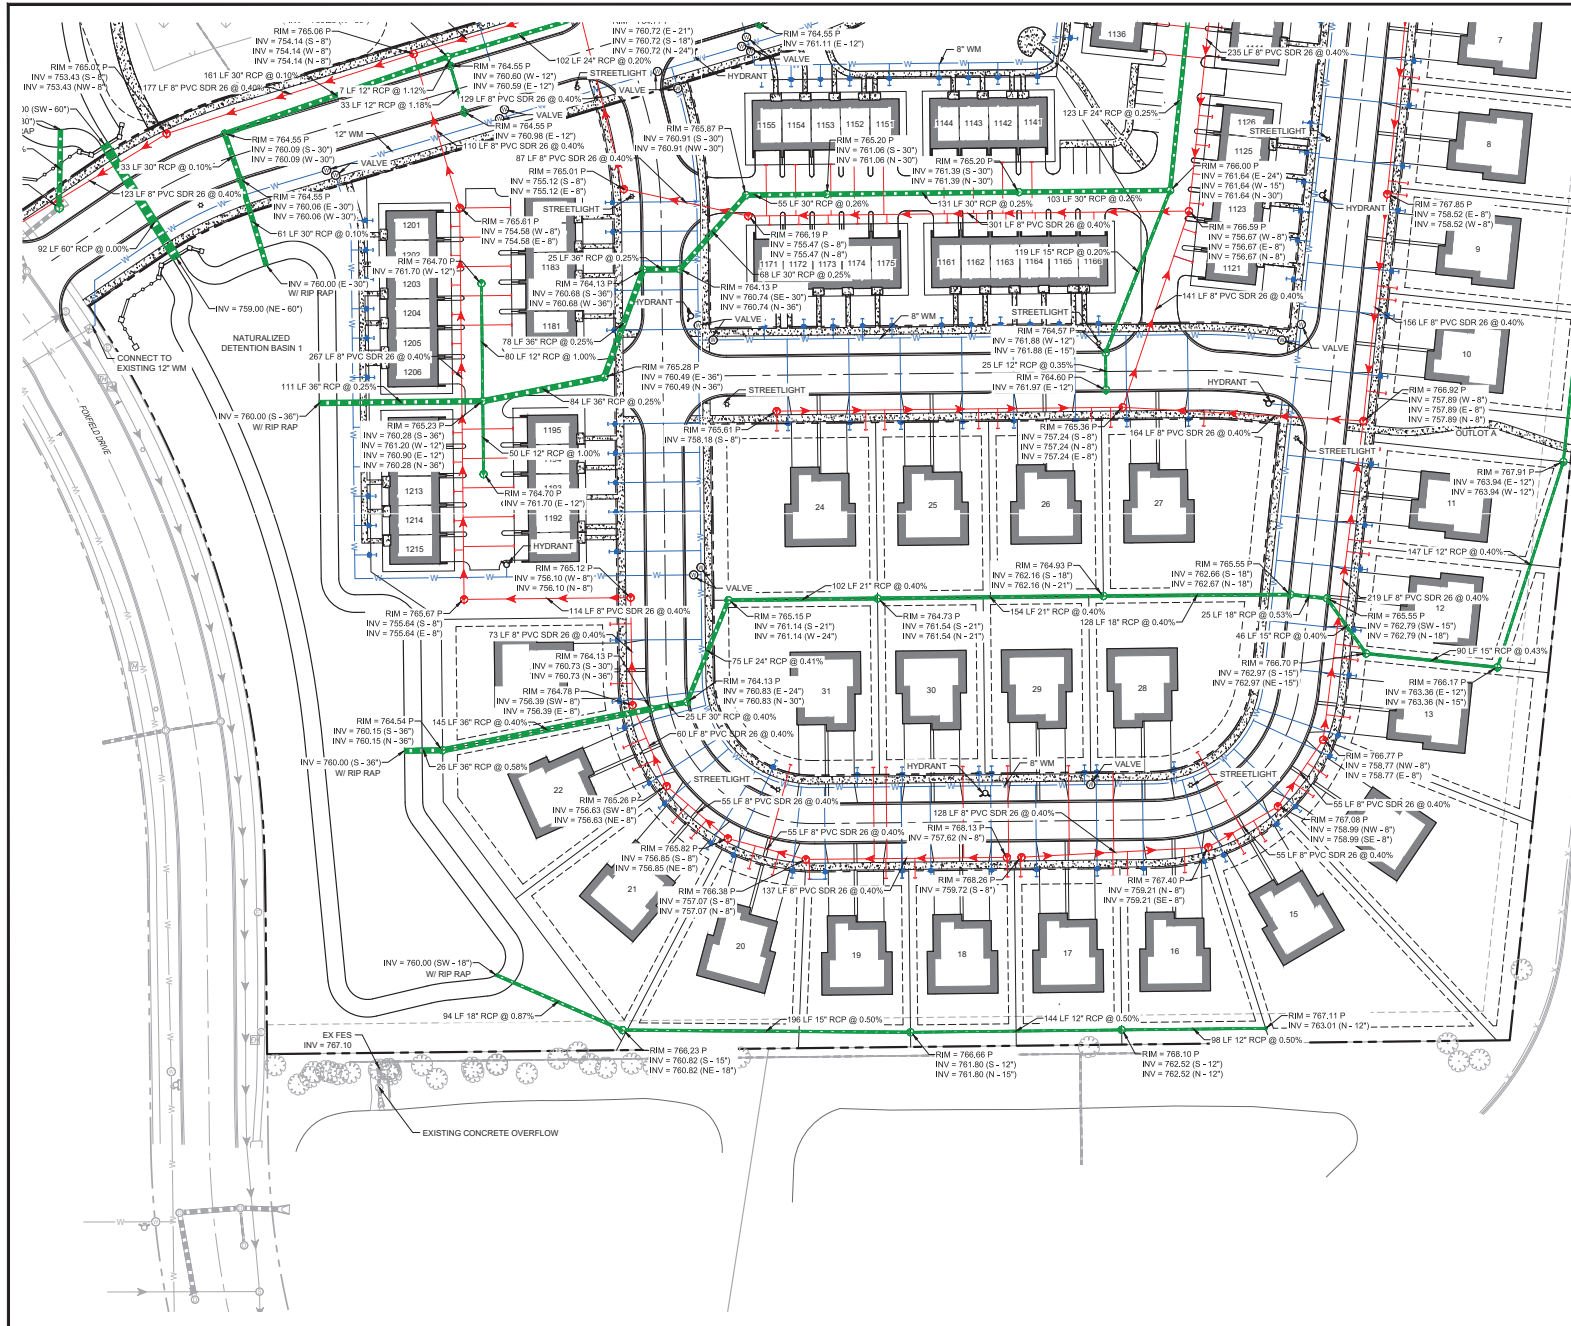 RIM = 765.06 P
INV = 754.14 (S - 8")
INV = 754.14 (W - 8")
INV = 754.14 (N - 8")
RIM = 765.07 P
INV = 753.43 (S - 8")
INV = 753.43 (NW - 8")
161 LF 30" RCP @ 0.10%
177 LF 8" PVC SDR 26 @ 0.40%
7 LF 12" RCP @ 1.12%
33 LF 12" RCP @ 1.18%
102 LF 24" RCP @ 0.20%
RIM = 764.55 P
INV = 760.60 (W - 12")
INV = 760.59 (E - 12")
129 LF 8" PVC SDR 26 @ 0.40%
INV = 760.72 (E - 21")
INV = 760.72 (S - 18")
INV = 760.72 (N - 24")
STREETLIGHT
VALVE
RIM = 764.55 P
INV = 761.11 (E - 12")
VALVE
HYDRANT
8" WM
1136
235 LF 8" PVC SDR 26 @ 0.40%
7
123 LF 24" RCP @ 0.25%
VALVE
RIM = 764.55 P
INV = 760.98 (E - 12")
110 LF 8" PVC SDR 26 @ 0.40%
12" WM
VALVE
RIM = 764.55 P
INV = 760.09 (S - 30")
INV = 760.09 (W - 30")
33 LF 30" RCP @ 0.10%
123 LF 8" PVC SDR 26 @ 0.40%
RIM = 764.55 P
INV = 760.06 (E - 30")
INV = 760.06 (W - 30")
61 LF 30" RCP @ 0.10%
92 LF 60" RCP @ 0.00%
87 LF 8" PVC SDR 26 @ 0.40%
RIM = 765.01 P
INV = 755.12 (S - 8")
INV = 755.12 (E - 8")
STREETLIGHT
RIM = 765.61 P
INV = 754.58 (W - 8")
INV = 754.58 (E - 8")
RIM = 765.87 P
INV = 760.91 (S - 30")
INV = 760.91 (NW - 30")
1155 1154 1153 1152 1151
1144 1143 1142 1141
RIM = 765.20 P
INV = 761.06 (S - 30")
INV = 761.06 (N - 30")
RIM = 765.20 P
INV = 761.39 (S - 30")
INV = 761.39 (N - 30")
1126
STREETLIGHT
1125
RIM = 766.00 P
INV = 761.64 (E - 24")
INV = 761.64 (W - 15")
INV = 761.64 (N - 30")
1123
8
HYDRANT
RIM = 767.85 P
INV = 758.52 (E - 8")
INV = 758.52 (W - 8")
9
55 LF 30" RCP @ 0.26%
131 LF 30" RCP @ 0.25%
103 LF 30" RCP @ 0.25%
301 LF 8" PVC SDR 26 @ 0.40%
RIM = 766.19 P
INV = 755.47 (S - 8")
INV = 755.47 (N - 8")
RIM = 766.59 P
INV = 756.67 (W - 8")
INV = 756.67 (E - 8")
INV = 756.67 (N - 8")
1121
119 LF 15" RCP @ 0.20%
1171 1172 1173 1174 1175
1161 1162 1163 1164 1165 1166
68 LF 30" RCP @ 0.25%
1201
1202
1203
1204
1205
1206
RIM = 764.70 P
INV = 761.70 (W - 12")
25 LF 36" RCP @ 0.25%
1183
RIM = 764.13 P
INV = 760.68 (S - 36")
INV = 760.68 (W - 36")
HYDRANT
1181
RIM = 764.13 P
INV = 760.74 (SE - 30")
INV = 760.74 (N - 36")
VALVE
8" WM
STREETLIGHT
141 LF 8" PVC SDR 26 @ 0.40%
RIM = 764.57 P
INV = 761.88 (W - 12")
INV = 761.88 (E - 15")
25 LF 12" RCP @ 0.35%
VALVE
156 LF 8" PVC SDR 26 @ 0.40%
10
INV = 760.00 (E - 30")
W/ RIP RAP
INV = 759.00 (NE - 60")
NATURALIZED
DETENTION BASIN 1
CONNECT TO
EXISTING 12" WM
FOXFIELD DRIVE
267 LF 8" PVC SDR 26 @ 0.40%
78 LF 36" RCP @ 0.25%
80 LF 12" RCP @ 1.00%
111 LF 36" RCP @ 0.25%
84 LF 36" RCP @ 0.25%
RIM = 765.28 P
INV = 760.49 (E - 36")
INV = 760.49 (N - 36")
STREETLIGHT
RIM = 764.60 P
INV = 761.97 (E - 12")
HYDRANT
RIM = 766.92 P
INV = 757.89 (W - 8")
INV = 757.89 (E - 8")
INV = 757.89 (N - 8")
OUTLOT A
INV = 760.00 (S - 36")
W/ RIP RAP
RIM = 765.23 P
INV = 760.28 (S - 36")
INV = 760.90 (E - 12")
INV = 761.20 (W - 12")
INV = 760.28 (N - 36")
1195
50 LF 12" RCP @ 1.00%
1193
1192
RIM = 765.61 P
INV = 758.18 (S - 8")
RIM = 765.36 P
INV = 757.24 (S - 8")
INV = 757.24 (N - 8")
INV = 757.24 (E - 8")
164 LF 8" PVC SDR 26 @ 0.40%
STREETLIGHT
RIM = 767.91 P
INV = 763.94 (E - 12")
INV = 763.94 (W - 12")
11
1213
1214
1215
RIM = 764.70 P
INV = 761.70 (E - 12")
HYDRANT
24
25
26
27
147 LF 12" RCP @ 0.40%
RIM = 765.12 P
INV = 756.10 (W - 8")
INV = 756.10 (N - 8")
VALVE
102 LF 21" RCP @ 0.40%
RIM = 764.93 P
INV = 762.16 (S - 18")
INV = 762.16 (N - 21")
RIM = 765.55 P
INV = 762.66 (S - 18")
INV = 762.67 (N - 18")
219 LF 8" PVC SDR 26 @ 0.40%
12
RIM = 765.67 P
INV = 755.64 (S - 8")
INV = 755.64 (E - 8")
114 LF 8" PVC SDR 26 @ 0.40%
RIM = 765.15 P
INV = 761.14 (S - 21")
INV = 761.14 (W - 24")
RIM = 764.73 P
INV = 761.54 (S - 21")
INV = 761.54 (N - 21")
154 LF 21" RCP @ 0.40%
128 LF 18" RCP @ 0.40%
25 LF 18" RCP @ 0.53%
RIM = 765.55 P
INV = 762.79 (SW - 15")
INV = 762.79 (N - 18")
46 LF 15" RCP @ 0.40%
90 LF 15" RCP @ 0.43%
73 LF 8" PVC SDR 26 @ 0.40%
RIM = 764.13 P
INV = 760.73 (S - 30")
INV = 760.73 (N - 36")
RIM = 764.78 P
INV = 756.39 (SW - 8")
INV = 756.39 (E - 8")
75 LF 24" RCP @ 0.41%
RIM = 764.13 P
INV = 760.83 (E - 24")
INV = 760.83 (N - 30")
31
30
29
28
RIM = 766.70 P
INV = 762.97 (S - 15")
INV = 762.97 (NE - 15")
RIM = 766.17 P
INV = 763.36 (E - 12")
INV = 763.36 (N - 15")
13
RIM = 764.54 P
INV = 760.15 (S - 36")
INV = 760.15 (N - 36")
145 LF 36" RCP @ 0.40%
25 LF 30" RCP @ 0.40%
60 LF 8" PVC SDR 26 @ 0.40%
INV = 760.00 (S - 36")
W/ RIP RAP
26 LF 36" RCP @ 0.58%
STREETLIGHT
HYDRANT
8" WM
VALVE
STREETLIGHT
RIM = 766.77 P
INV = 758.77 (NW - 8")
INV = 758.77 (E - 8")
22
RIM = 765.26 P
INV = 756.63 (SW - 8")
INV = 756.63 (NE - 8")
55 LF 8" PVC SDR 26 @ 0.40%
128 LF 8" PVC SDR 26 @ 0.40%
55 LF 8" PVC SDR 26 @ 0.40%
RIM = 767.08 P
INV = 758.99 (NW - 8")
INV = 758.99 (SE - 8")
55 LF 8" PVC SDR 26 @ 0.40%
RIM = 768.13 P
INV = 757.62 (N - 8")
55 LF 8" PVC SDR 26 @ 0.40%
RIM = 765.82 P
INV = 756.85 (S - 8")
INV = 756.85 (NE - 8")
21
RIM = 766.38 P
INV = 757.07 (S - 8")
INV = 757.07 (N - 8")
137 LF 8" PVC SDR 26 @ 0.40%
RIM = 768.26 P
INV = 759.72 (S - 8")
RIM = 767.40 P
INV = 759.21 (N - 8")
INV = 759.21 (SE - 8")
15
20
19
18
17
16
INV = 760.00 (SW - 18")
W/ RIP RAP
94 LF 18" RCP @ 0.87%
196 LF 15" RCP @ 0.50%
144 LF 12" RCP @ 0.50%
RIM = 767.11 P
INV = 763.01 (N - 12")
98 LF 12" RCP @ 0.50%
EX FES
INV = 767.10
RIM = 766.23 P
INV = 760.82 (S - 15")
INV = 760.82 (NE - 18")
RIM = 766.66 P
INV = 761.80 (S - 12")
INV = 761.80 (N - 15")
RIM = 768.10 P
INV = 762.52 (S - 12")
INV = 762.52 (N - 12")
EXISTING CONCRETE OVERFLOW